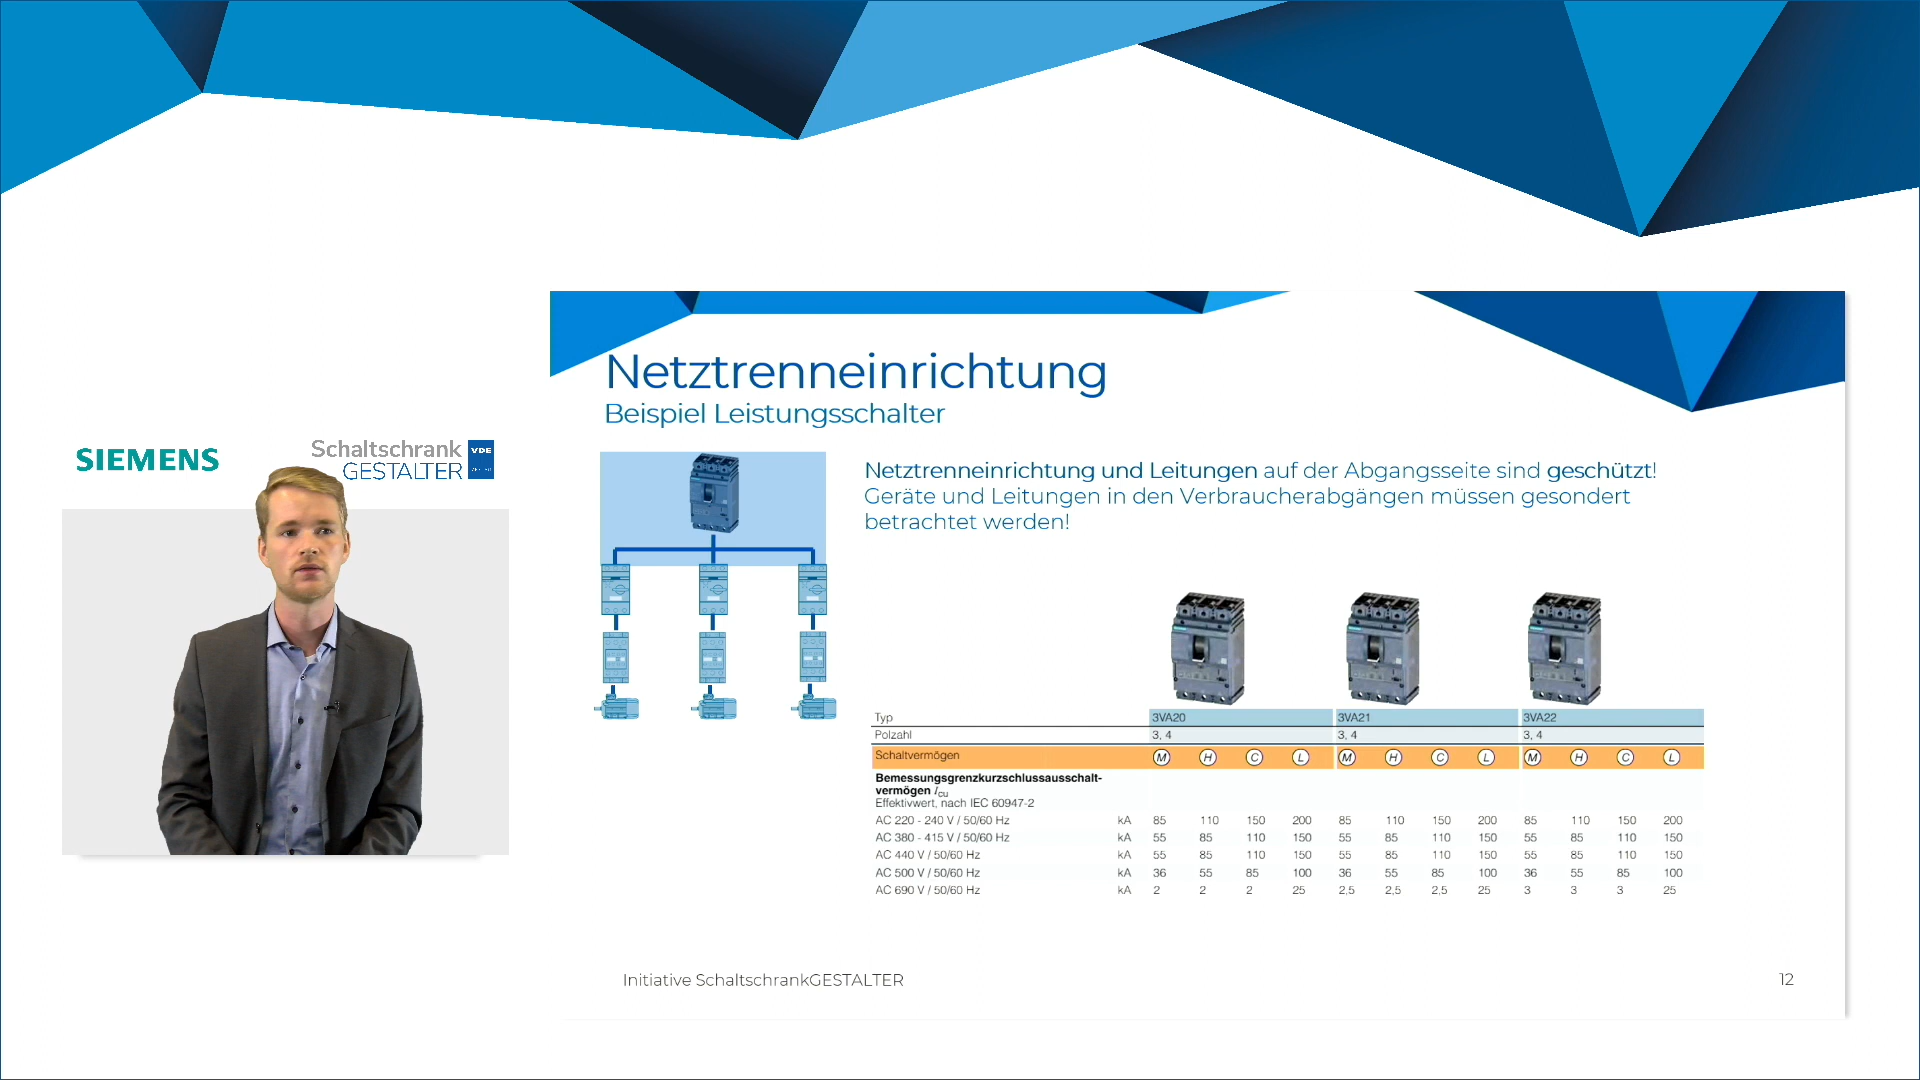 SIEMENS
Schaltschrank
GESTALTER
VDE
Netztrenneinrichtung
Beispiel Leistungsschalter
Netztrenneinrichtung und Leitungen auf der Abgangsseite sind geschützt!
Geräte und Leitungen in den Verbraucherabgängen müssen gesondert
betrachtet werden!
Typ 3VA20 3VA21 3VA22
Polzahl 3, 4 3, 4 3, 4
Schaltvermögen M H C L M H C L M H C L
Bemessungsgrenzkurzschlussausschalt-
vermögen Icu
Effektivwert, nach IEC 60947-2
AC 220 - 240 V / 50/60 Hz kA 85 110 150 200 85 110 150 200 85 110 150 200
AC 380 - 415 V / 50/60 Hz kA 55 85 110 150 55 85 110 150 55 85 110 150
AC 440 V / 50/60 Hz kA 55 85 110 150 55 85 110 150 55 85 110 150
AC 500 V / 50/60 Hz kA 36 55 85 100 36 55 85 100 36 55 85 100
AC 690 V / 50/60 Hz kA 2 2 2 25 2,5 2,5 2,5 25 3 3 3 25
Initiative SchaltschrankGESTALTER
12